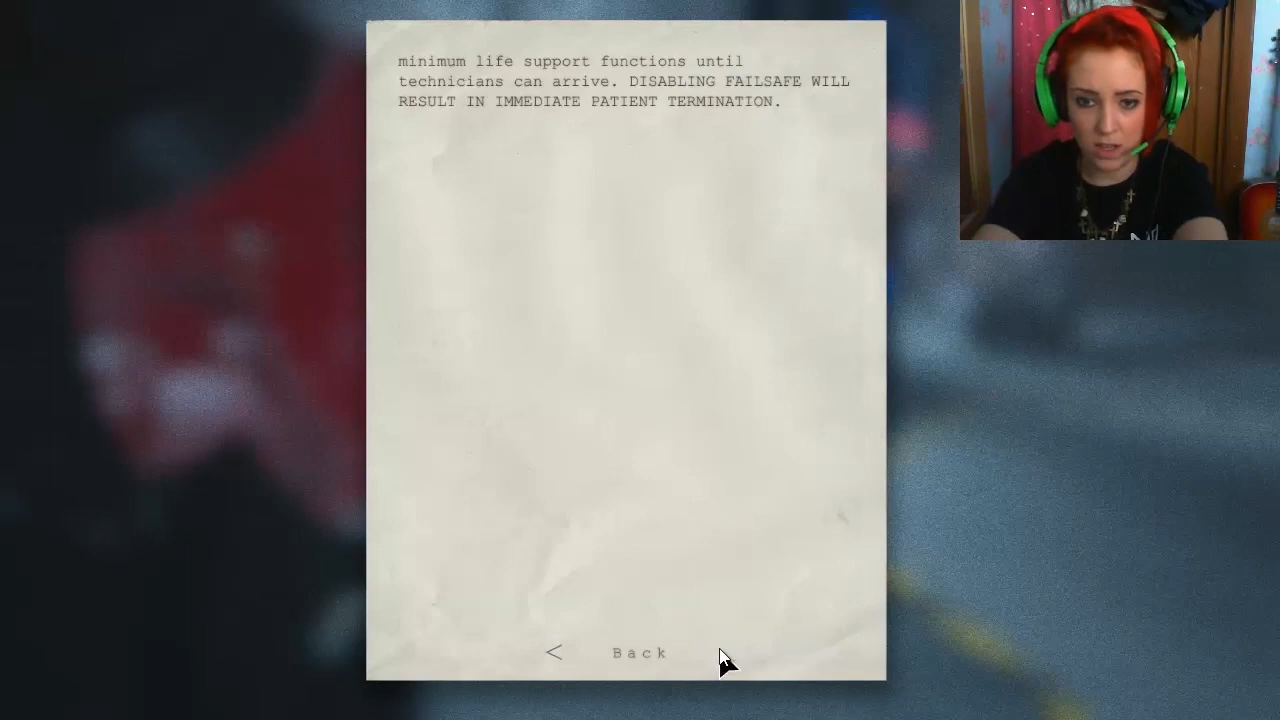 minimum life support functions until
technicians can arrive. DISABLING FAILSAFE WILL
RESULT IN IMMEDIATE PATIENT TERMINATION.
< Back